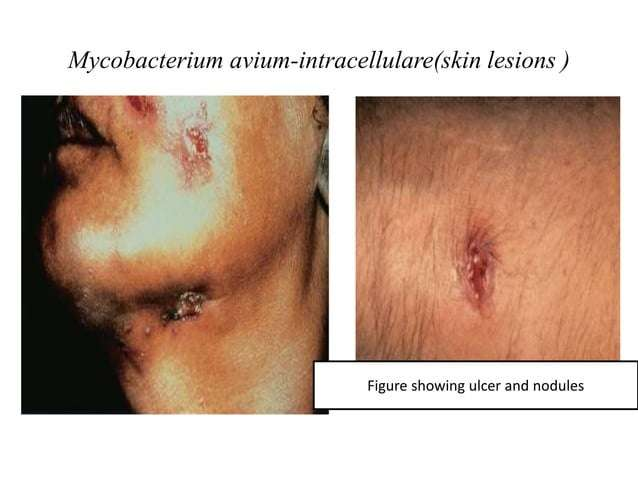 Mycobacterium avium-intracellulare(skin lesions )
Figure showing ulcer and nodules